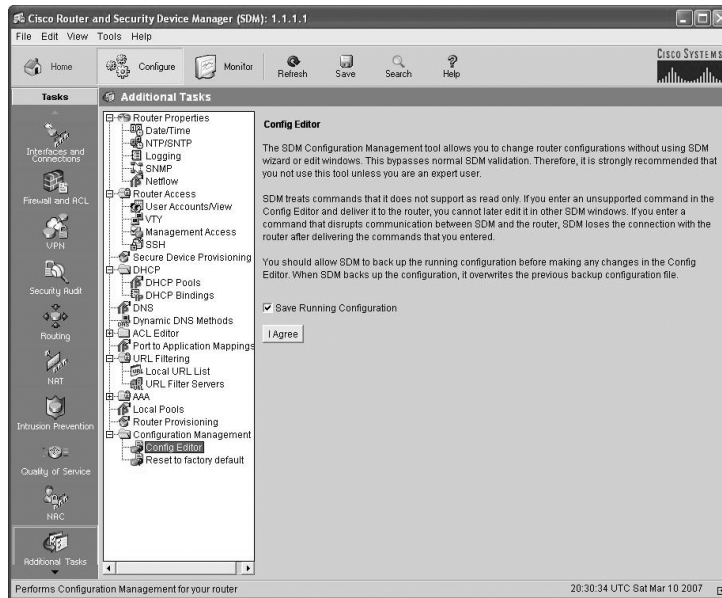 Cisco Router and Security Device Manager (SDM): 1.1.1.1
File Edit View Tools Help
Home
Configure
Monitor
Refresh
Save
Search
Help
CISCO SYSTEMS
Tasks
Additional Tasks
Interfaces and
Connections
Firewall and ACL
VPN
Security Audit
Routing
NAT
Intrusion Prevention
Quality of Service
NAC
Additional Tasks
Router Properties
Date/Time
NTP/SNTP
Logging
SNMP
Netflow
Router Access
User Accounts/View
VTY
Management Access
SSH
Secure Device Provisioning
DHCP
DHCP Pools
DHCP Bindings
DNS
Dynamic DNS Methods
ACL Editor
Port to Application Mappings
URL Filtering
Local URL List
URL Filter Servers
AAA
Local Pools
Router Provisioning
Configuration Management
Config Editor
Reset to factory default
Config Editor
The SDM Configuration Management tool allows you to change router configurations without using SDM
wizard or edit windows. This bypasses normal SDM validation. Therefore, it is strongly recommended that
you not use this tool unless you are an expert user.
SDM treats commands that it does not support as read only. If you enter an unsupported command in the
Config Editor and deliver it to the router, you cannot later edit it in other SDM windows. If you enter a
command that disrupts communication between SDM and the router, SDM loses the connection with the
router after delivering the commands that you entered.
You should allow SDM to back up the running configuration before making any changes in the Config
Editor. When SDM backs up the configuration, it overwrites the previous backup configuration file.
Save Running Configuration
I Agree
Performs Configuration Management for your router
20:30:34 UTC Sat Mar 10 2007